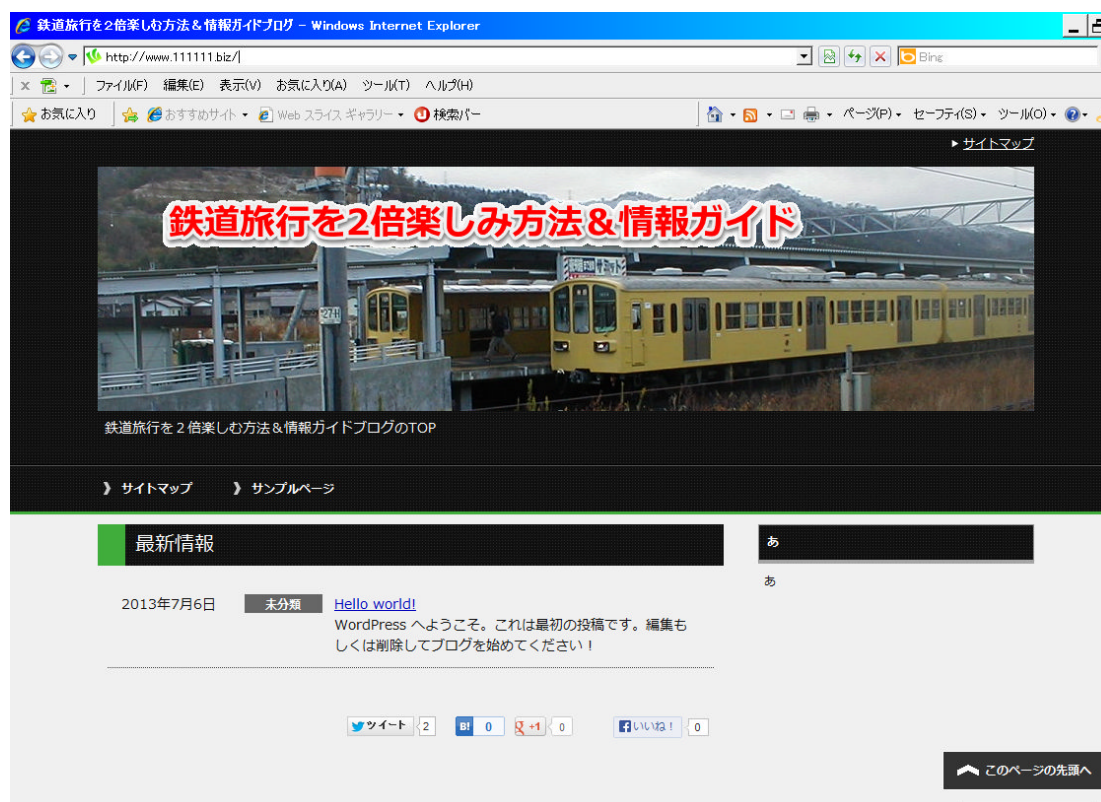 鉄道旅行を2倍楽しむ方法＆情報ガイドブログ - Windows Internet Explorer
http://www.111111.biz/
Bing
x ファイル(F) 編集(E) 表示(V) お気に入り(A) ツール(T) ヘルプ(H)
お気に入り おすすめサイト Web スライス ギャラリー 検索バー ページ(P) セーフティ(S) ツール(O)
サイトマップ
鉄道旅行を2倍楽しみ方法&情報ガイド
鉄道旅行を２倍楽しむ方法＆情報ガイドブログのTOP
サイトマップ サンプルページ
最新情報
あ
あ
2013年7月6日 未分類 Hello world!
WordPress へようこそ。これは最初の投稿です。編集も
しくは削除してブログを始めてください！
ツイート 2 B! 0 +1 0 いいね！ 0
このページの先頭へ